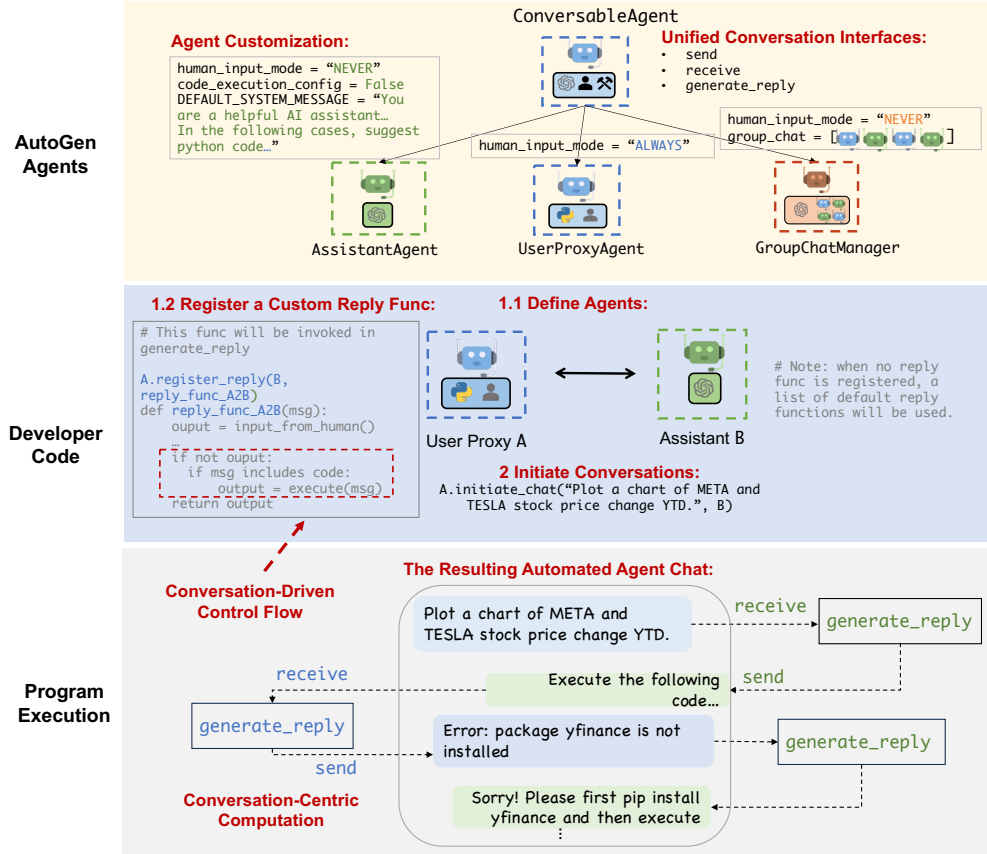 ConversableAgent
Agent Customization:
human_input_mode = “NEVER”
code_execution_config = False
DEFAULT_SYSTEM_MESSAGE = “You
are a helpful AI assistant…
In the following cases, suggest
python code…”
Unified Conversation Interfaces:
• send
• receive
• generate_reply
AutoGen
Agents
human_input_mode = “ALWAYS”
human_input_mode = “NEVER”
group_chat = [ ]
AssistantAgent
UserProxyAgent
GroupChatManager
1.2 Register a Custom Reply Func:
# This func will be invoked in
generate_reply
A.register_reply(B,
reply_func_A2B)
def reply_func_A2B(msg):
ouput = input_from_human()
…
if not ouput:
if msg includes code:
output = execute(msg)
return output
1.1 Define Agents:
User Proxy A
Assistant B
# Note: when no reply
func is registered, a
list of default reply
functions will be used.
Developer
Code
2 Initiate Conversations:
A.initiate_chat(“Plot a chart of META and
TESLA stock price change YTD.”, B)
Conversation-Driven
Control Flow
The Resulting Automated Agent Chat:
Plot a chart of META and
TESLA stock price change YTD.
receive
generate_reply
send
Execute the following
code…
receive
generate_reply
send
Program
Execution
Error: package yfinance is not
installed
generate_reply
Sorry! Please first pip install
yfinance and then execute
⋮
Conversation-Centric
Computation